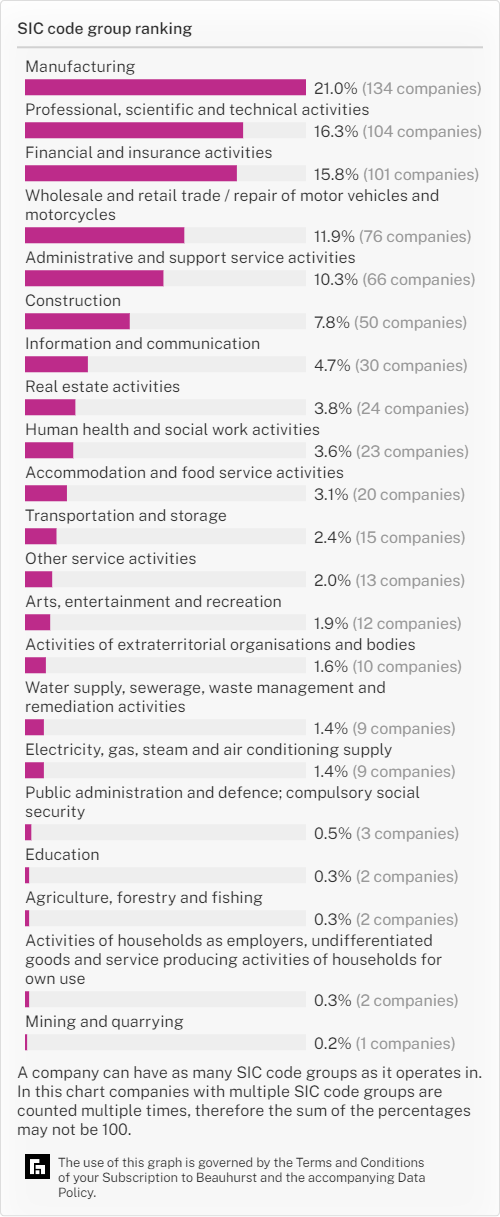 SIC code group ranking
Manufacturing
21.0% (134 companies)
Professional, scientific and technical activities
16.3% (104 companies)
Financial and insurance activities
15.8% (101 companies)
Wholesale and retail trade / repair of motor vehicles and
motorcycles
11.9% (76 companies)
Administrative and support service activities
10.3% (66 companies)
Construction
7.8% (50 companies)
Information and communication
4.7% (30 companies)
Real estate activities
3.8% (24 companies)
Human health and social work activities
3.6% (23 companies)
Accommodation and food service activities
3.1% (20 companies)
Transportation and storage
2.4% (15 companies)
Other service activities
2.0% (13 companies)
Arts, entertainment and recreation
1.9% (12 companies)
Activities of extraterritorial organisations and bodies
1.6% (10 companies)
Water supply, sewerage, waste management and
remediation activities
1.4% (9 companies)
Electricity, gas, steam and air conditioning supply
1.4% (9 companies)
Public administration and defence; compulsory social
security
0.5% (3 companies)
Education
0.3% (2 companies)
Agriculture, forestry and fishing
0.3% (2 companies)
Activities of households as employers, undifferentiated
goods and service producing activities of households for
own use
0.3% (2 companies)
Mining and quarrying
0.2% (1 companies)
A company can have as many SIC code groups as it operates in.
In this chart companies with multiple SIC code groups are
counted multiple times, therefore the sum of the percentages
may not be 100.
The use of this graph is governed by the Terms and Conditions
of your Subscription to Beauhurst and the accompanying Data
Policy.